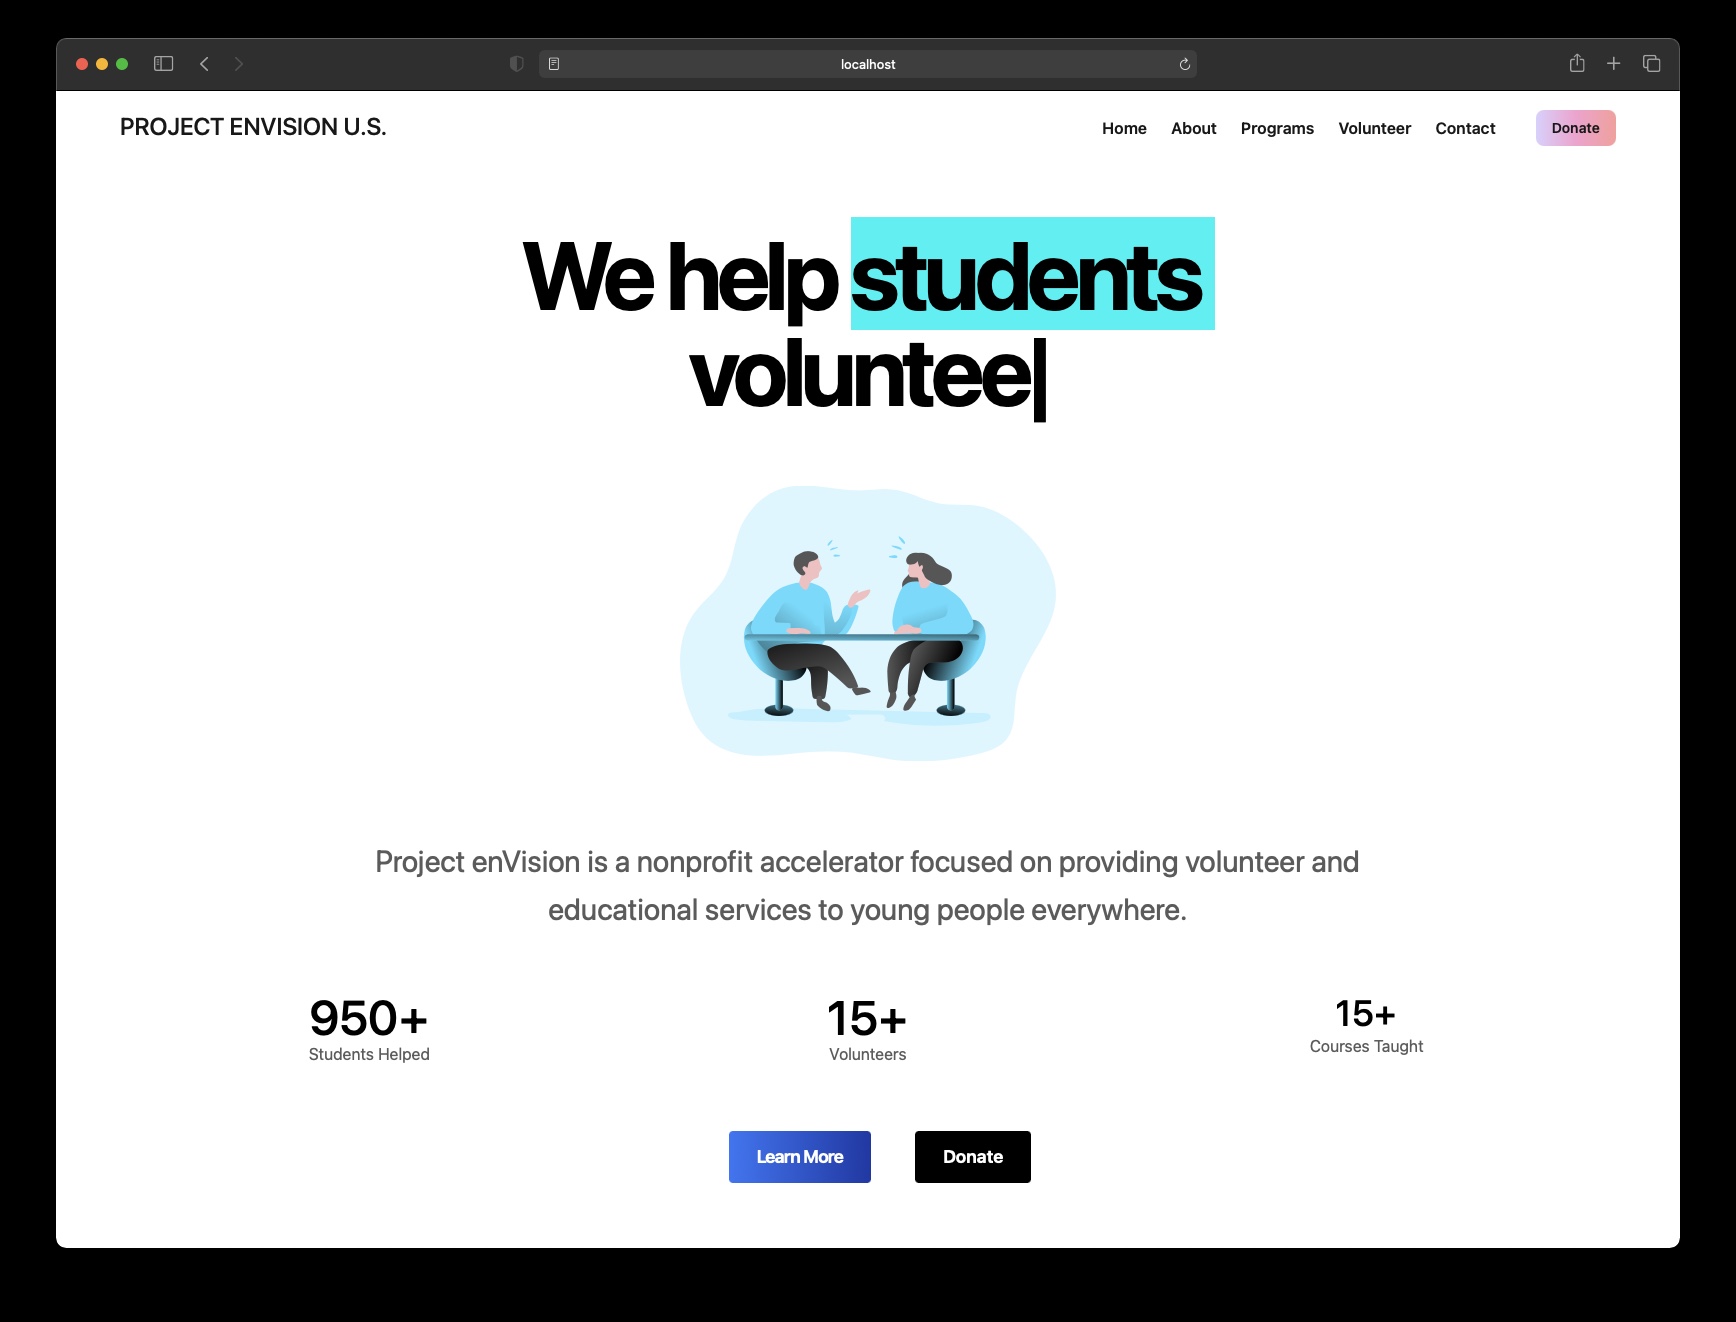 localhost
PROJECT ENVISION U.S.
Home About Programs Volunteer Contact Donate
We help students
voluntee|
Project enVision is a nonprofit accelerator focused on providing volunteer and
educational services to young people everywhere.
950+ 15+ 15+
Students Helped Volunteers Courses Taught
Learn More Donate